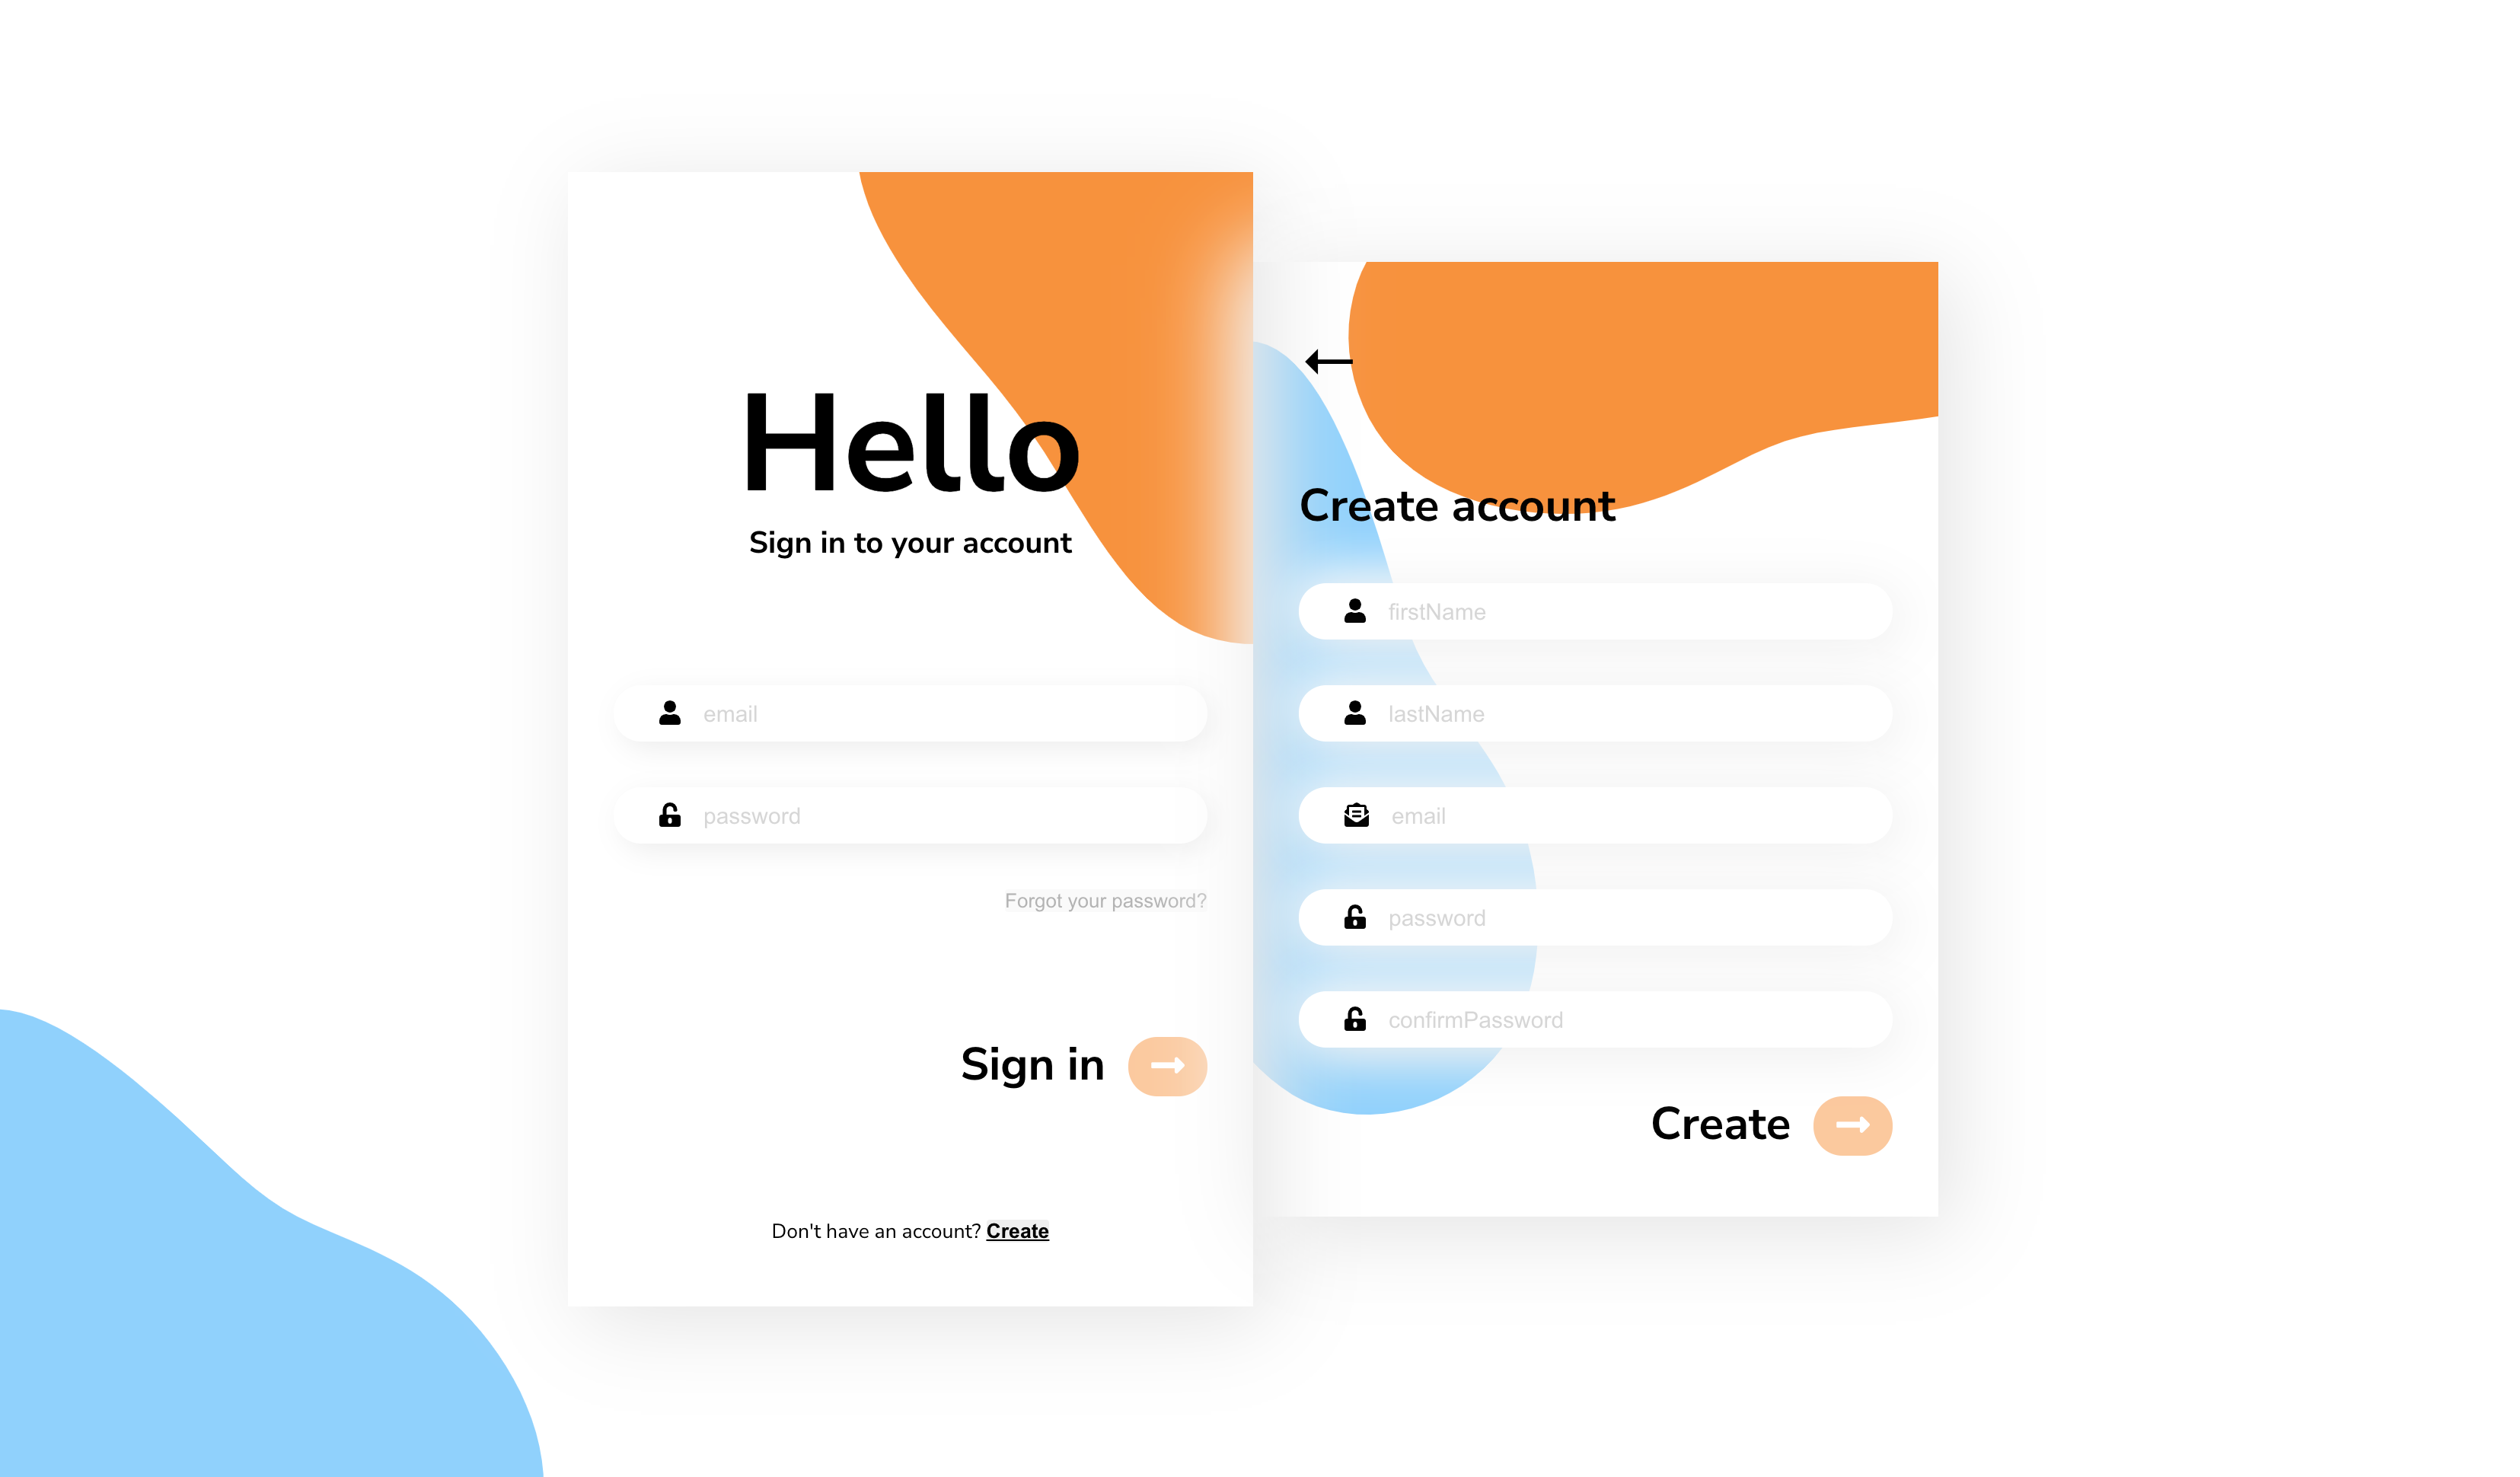 Hello
Sign in to your account
email
password
Forgot your password?
Sign in
Don't have an account? Create
Create account
firstName
lastName
email
password
confirmPassword
Create